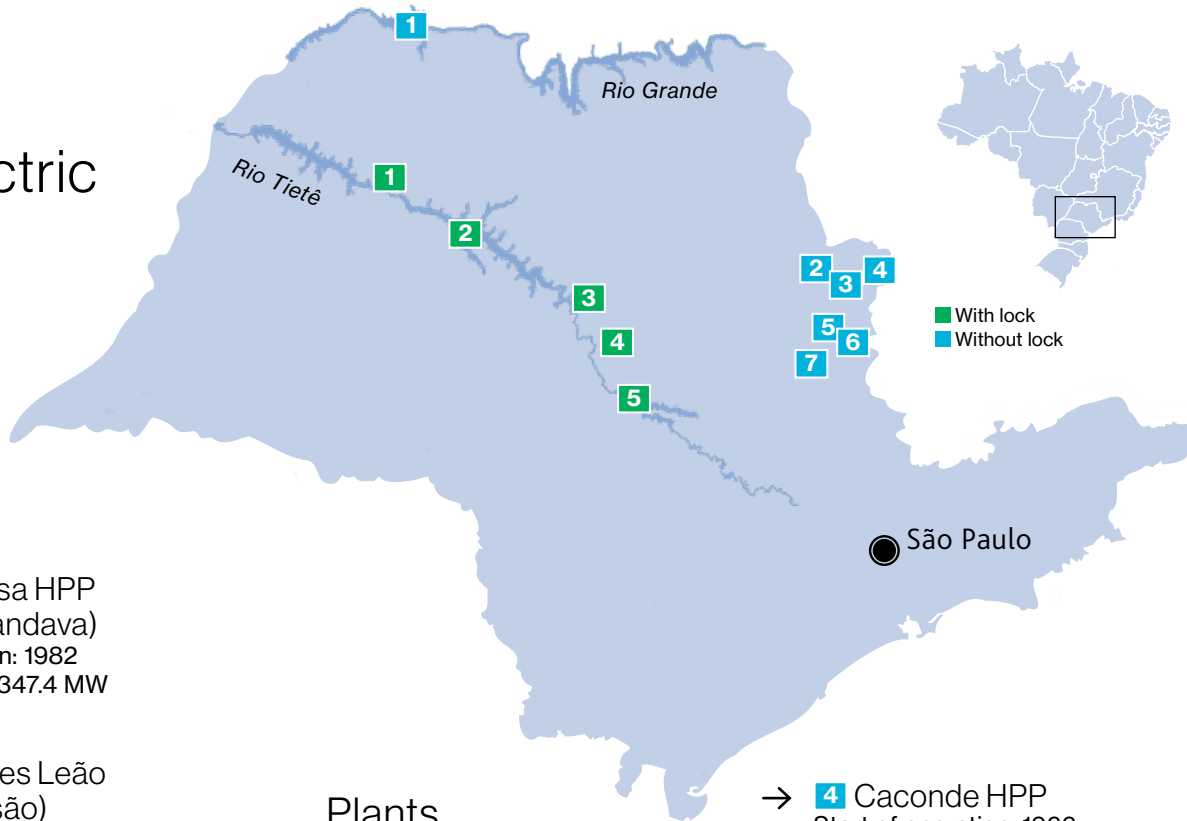 1
Rio Grande
ctric
Rio Tietê
1
2
2
3
4
3
4
5
6
7
5
With lock
Without lock
São Paulo
sa HPP
andava)
n: 1982
347.4 MW
es Leão
são)
Plants
→ 4 Caconde HPP